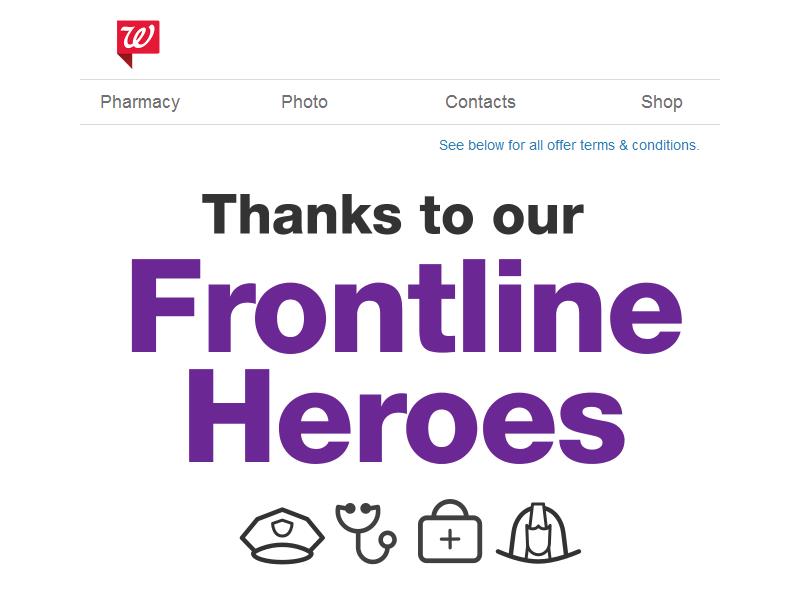 W
Pharmacy Photo Contacts Shop
See below for all offer terms & conditions.
Thanks to our
Frontline
Heroes